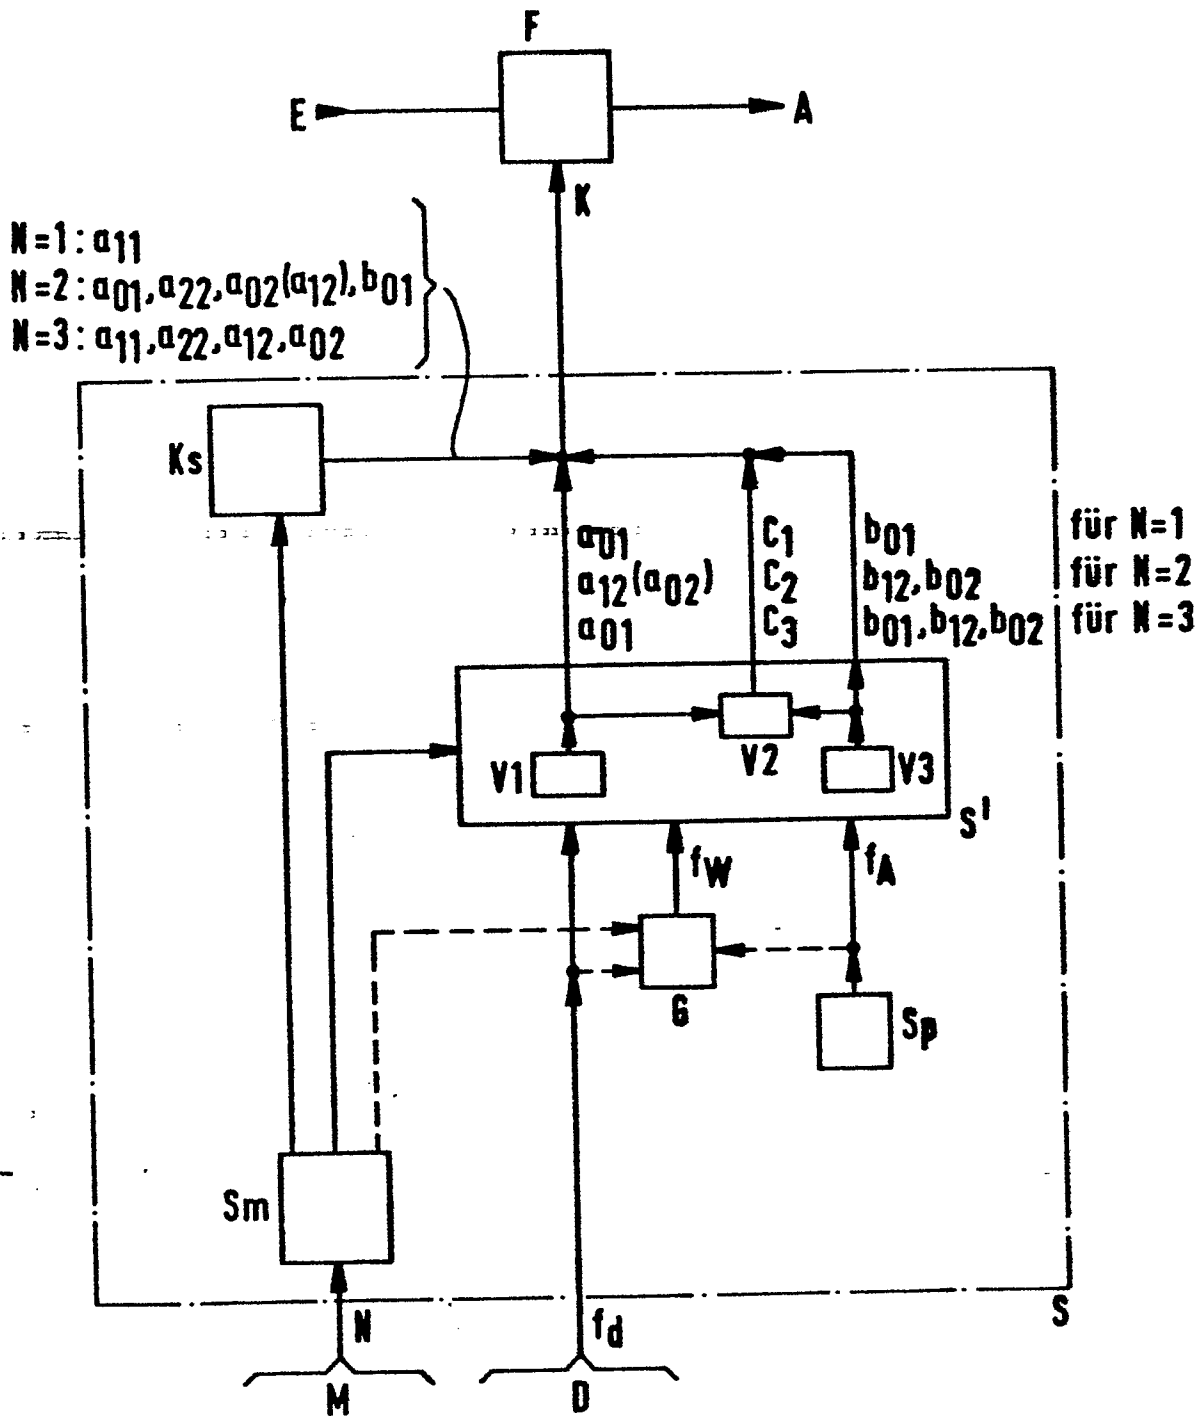 F
E
A
K
N=1: a11
N=2: a01, a22, a02(a12), b01
N=3: a11, a22, a12, a02
Ks
a01
a12(a02)
a01
C1
C2
C3
b01
b12, b02
b01, b12, b02
für N=1
für N=2
für N=3
V1
V2
V3
S'
fW
fA
G
Sp
Sm
S
N
fd
M
D